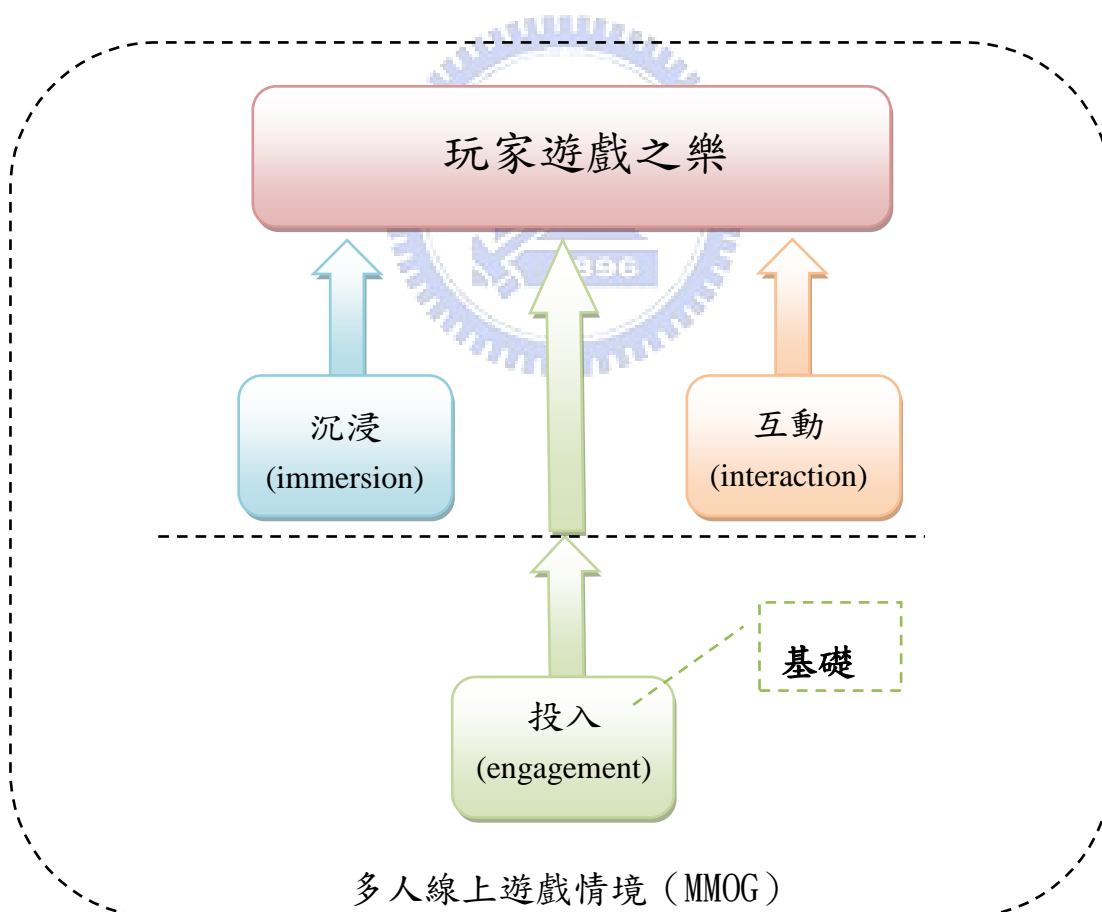 玩家遊戲之樂
896
沉浸
(immersion)
互動
(interaction)
基礎
投入
(engagement)
多人線上遊戲情境（MMOG）